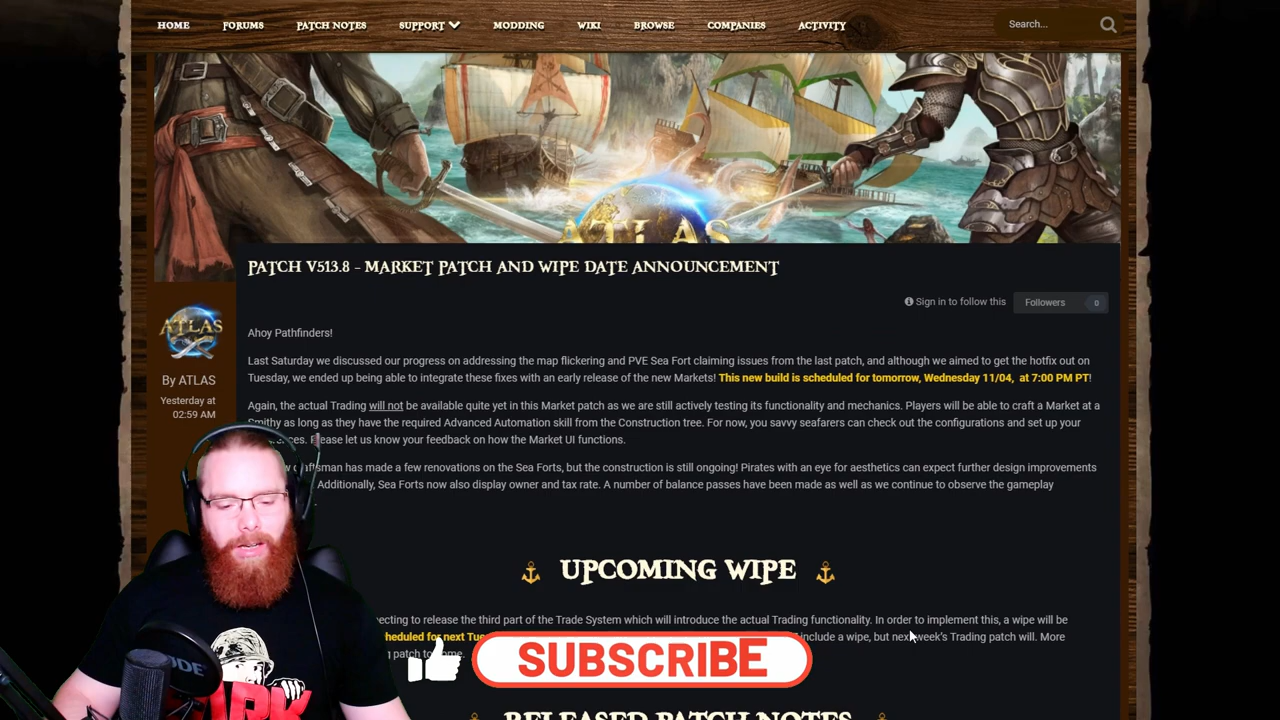 HOME FORUMS PATCH NOTES SUPPORT MODDING WIKI BROWSE COMPANIES ACTIVITY Search...
ATLAS
PATCH V513.8 - MARKET PATCH AND WIPE DATE ANNOUNCEMENT
Sign in to follow this Followers 0
ATLAS
By ATLAS
Yesterday at
02:59 AM
Ahoy Pathfinders!
Last Saturday we discussed our progress on addressing the map flickering and PVE Sea Fort claiming issues from the last patch, and although we aimed to get the hotfix out on
Tuesday, we ended up being able to integrate these fixes with an early release of the new Markets! This new build is scheduled for tomorrow, Wednesday 11/04, at 7:00 PM PT!
Again, the actual Trading will not be available quite yet in this Market patch as we are still actively testing its functionality and mechanics. Players will be able to craft a Market at a
Smithy as long as they have the required Advanced Automation skill from the Construction tree. For now, you savvy seafarers can check out the configurations and set up your
Please let us know your feedback on how the Market UI functions.
has made a few renovations on the Sea Forts, but the construction is still ongoing! Pirates with an eye for aesthetics can expect further design improvements
Additionally, Sea Forts now also display owner and tax rate. A number of balance passes have been made as well as we continue to observe the gameplay
UPCOMING WIPE
to release the third part of the Trade System which will introduce the actual Trading functionality. In order to implement this, a wipe will be
for next include a wipe, but next week's Trading patch will. More
patch to come.
SUBSCRIBE
RELEASED PATCH NOTES